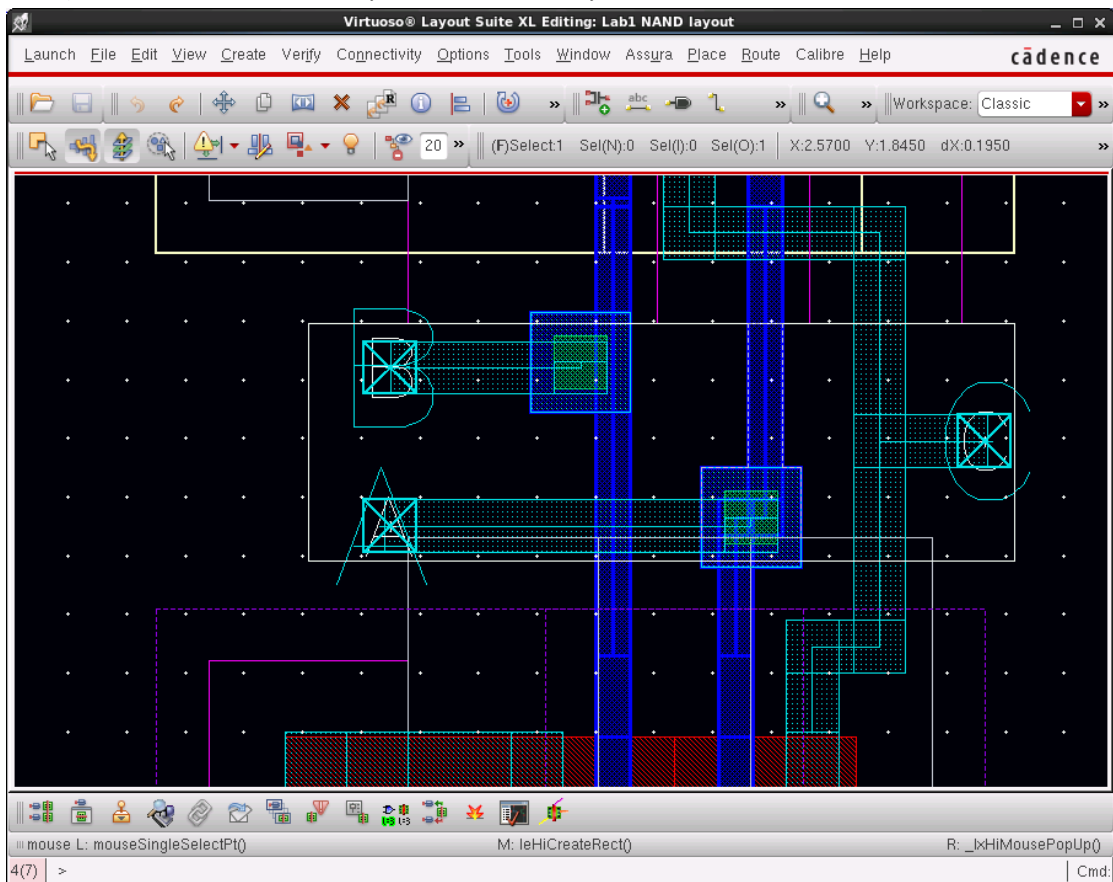 Virtuoso® Layout Suite XL Editing: Lab1 NAND layout
Launch File Edit View Create Verify Connectivity Options Tools Window Assura Place Route Calibre Help cādence
abc Workspace: Classic
20 (F)Select:1 Sel(N):0 Sel(I):0 Sel(O):1 X:2.5700 Y:1.8450 dX:0.1950
B
O
A
mouse L: mouseSingleSelectPt() M: leHiCreateRect() R: _lxHiMousePopUp()
4(7) > Cmd: